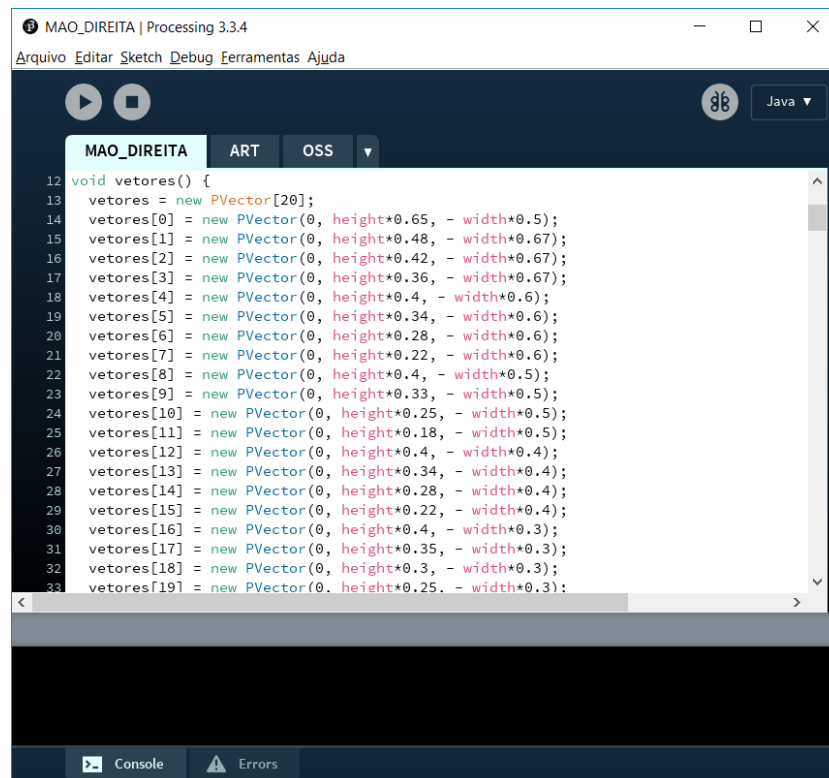 MAO_DIREITA | Processing 3.3.4
Arquivo Editar Sketch Debug Ferramentas Ajuda
Java ▼
MAO_DIREITA ART OSS ▼
12 void vetores() {
13 vetores = new PVector[20];
14 vetores[0] = new PVector(0, height*0.65, - width*0.5);
15 vetores[1] = new PVector(0, height*0.48, - width*0.67);
16 vetores[2] = new PVector(0, height*0.42, - width*0.67);
17 vetores[3] = new PVector(0, height*0.36, - width*0.67);
18 vetores[4] = new PVector(0, height*0.4, - width*0.6);
19 vetores[5] = new PVector(0, height*0.34, - width*0.6);
20 vetores[6] = new PVector(0, height*0.28, - width*0.6);
21 vetores[7] = new PVector(0, height*0.22, - width*0.6);
22 vetores[8] = new PVector(0, height*0.4, - width*0.5);
23 vetores[9] = new PVector(0, height*0.33, - width*0.5);
24 vetores[10] = new PVector(0, height*0.25, - width*0.5);
25 vetores[11] = new PVector(0, height*0.18, - width*0.5);
26 vetores[12] = new PVector(0, height*0.4, - width*0.4);
27 vetores[13] = new PVector(0, height*0.34, - width*0.4);
28 vetores[14] = new PVector(0, height*0.28, - width*0.4);
29 vetores[15] = new PVector(0, height*0.22, - width*0.4);
30 vetores[16] = new PVector(0, height*0.4, - width*0.3);
31 vetores[17] = new PVector(0, height*0.35, - width*0.3);
32 vetores[18] = new PVector(0, height*0.3, - width*0.3);
33 vetores[19] = new PVector(0, height*0.25, - width*0.3);
Console Errors